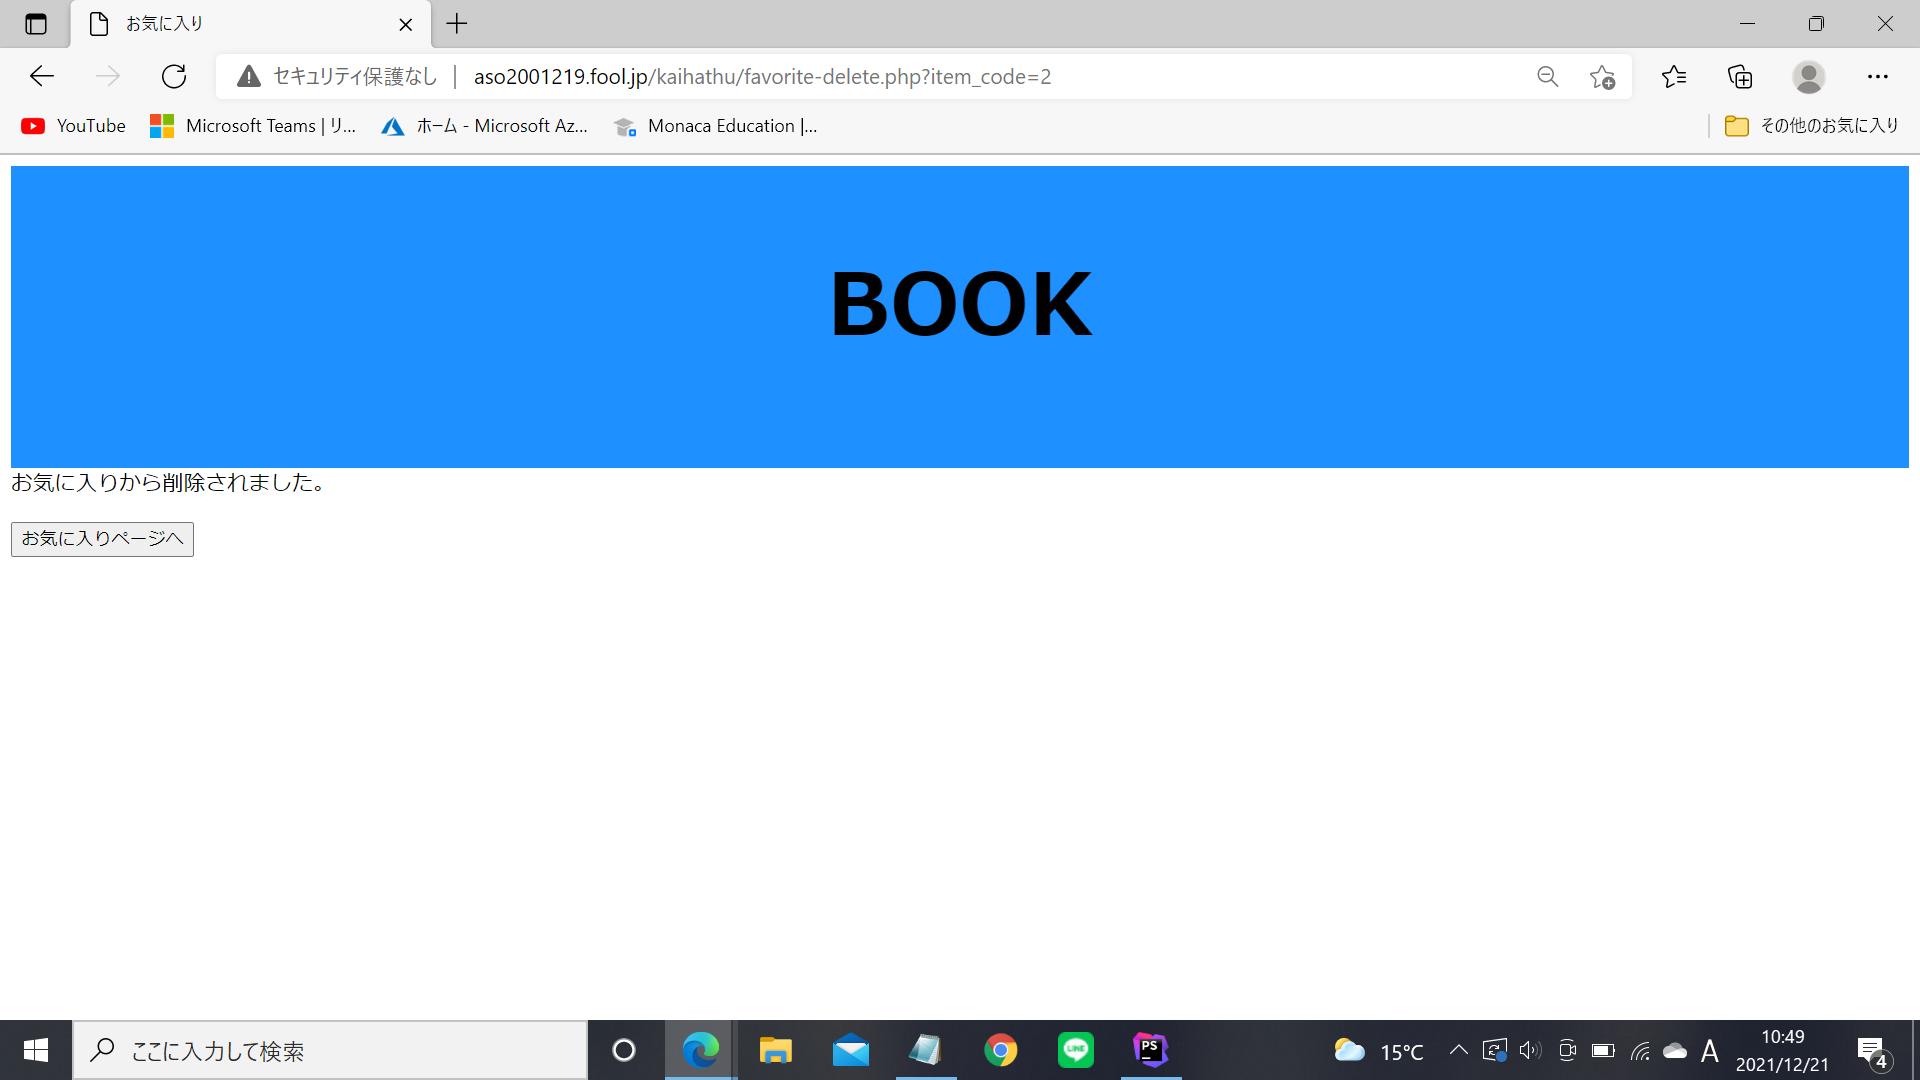 お気に入り
セキュリティ保護なし | aso2001219.fool.jp/kaihathu/favorite-delete.php?item_code=2
YouTube
Microsoft Teams | リ...
ホーム - Microsoft Az...
Monaca Education |...
その他のお気に入り
BOOK
お気に入りから削除されました。
お気に入りページへ
ここに入力して検索
LINE
PS
15°C
A
10:49
2021/12/21
4